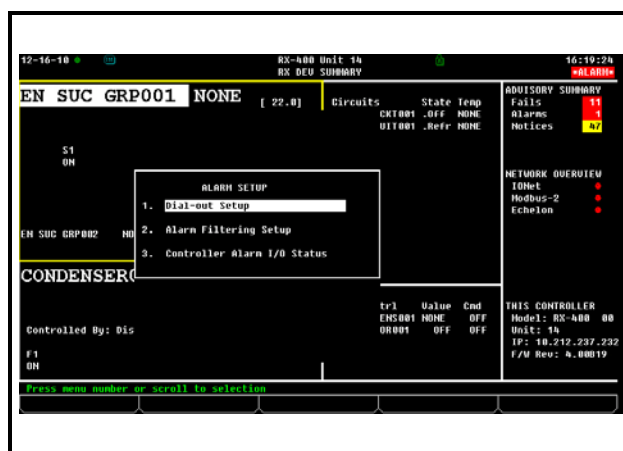 12-16-10 RX-400 Unit 14 16:19:24
RX DEV SUMMARY *ALARM*
EN SUC GRP001 NONE [ 22.0] Circuits State Temp
CKT001 .Off NONE
UIT001 .Refr NONE
ADVISORY SUMMARY
Fails 11
Alarms 1
Notices 47
S1
ON
NETWORK OVERVIEW
IONet
Modbus-2
Echelon
ALARM SETUP
1. Dial-out Setup
2. Alarm Filtering Setup
3. Controller Alarm I/O Status
EN SUC GRP002 NO
CONDENSER
trl Value Cmd
ENS001 NONE OFF
OR001 OFF OFF
Controlled By: Dis
F1
ON
THIS CONTROLLER
Model: RX-400 00
Unit: 14
IP: 10.212.237.232
F/W Rev: 4.00B19
Press menu number or scroll to selection